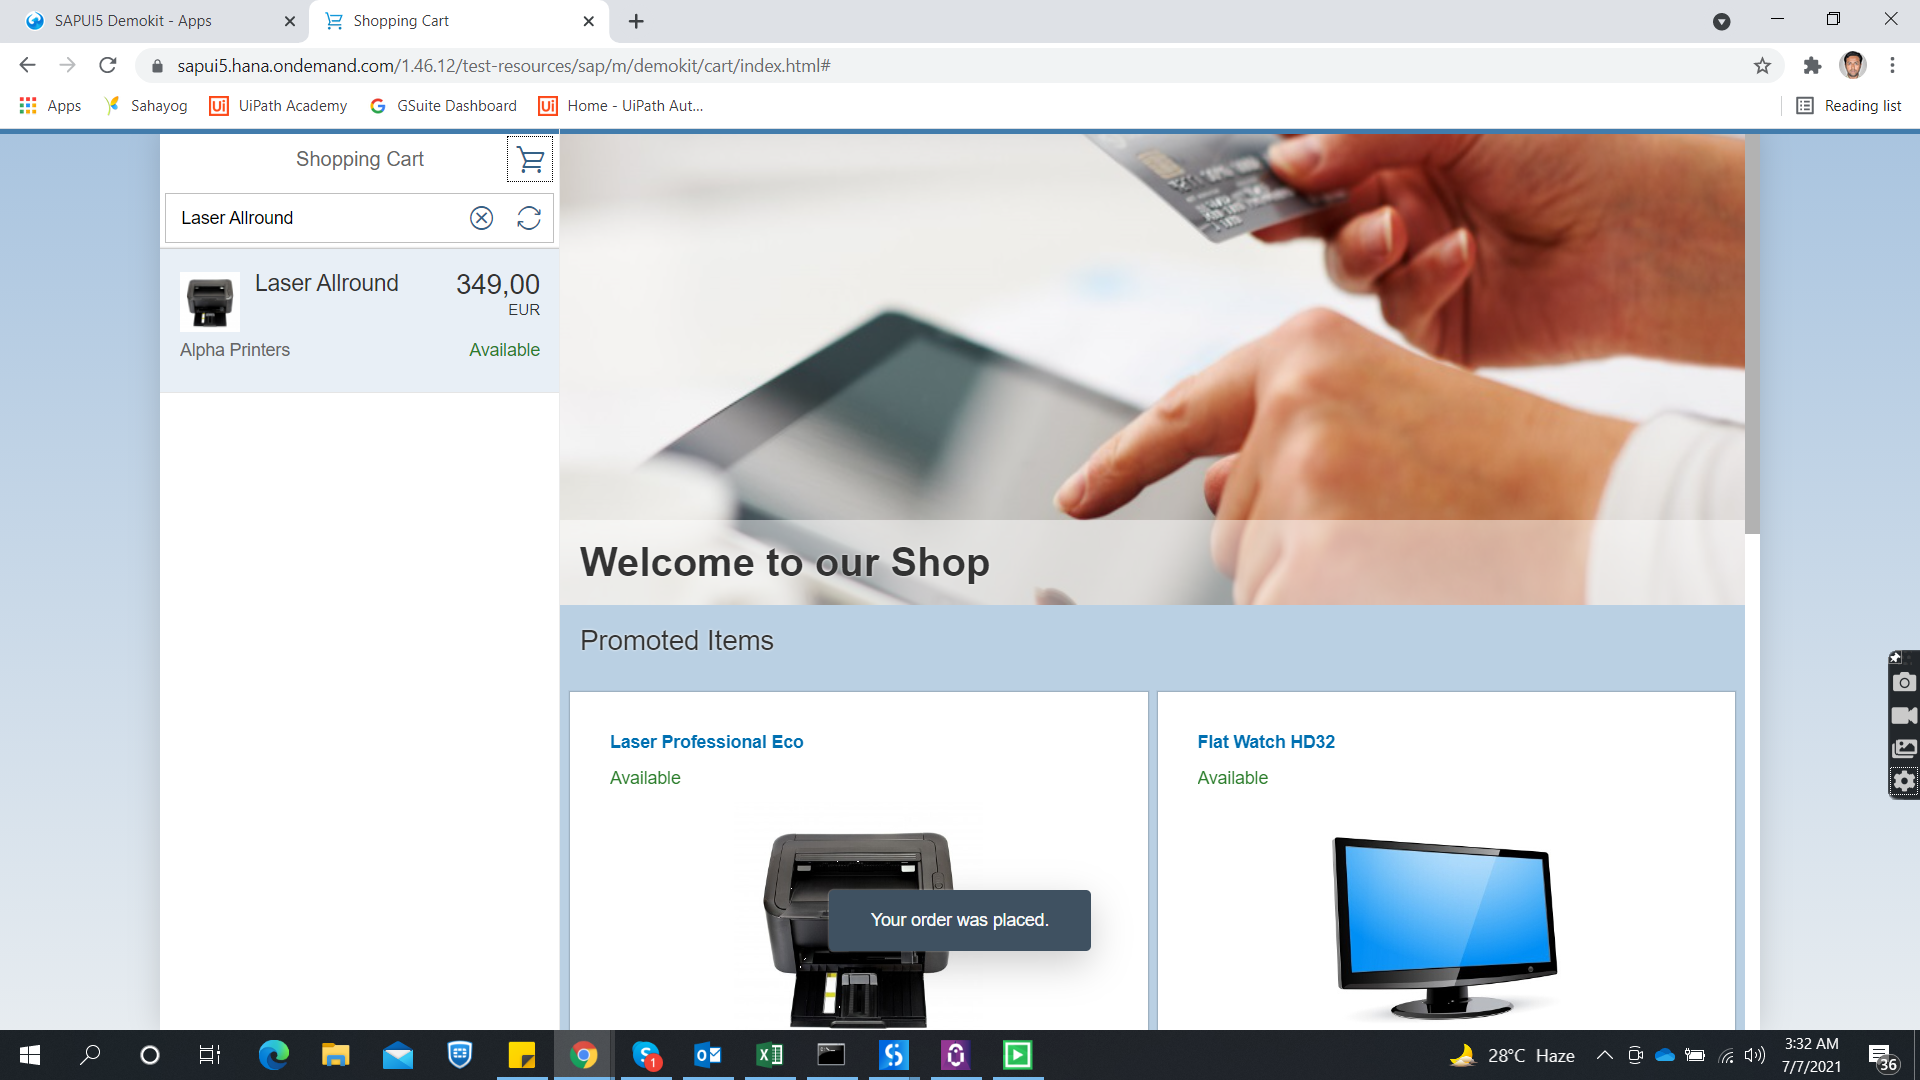 SAPUI5 Demokit - Apps
Shopping Cart
sapui5.hana.ondemand.com/1.46.12/test-resources/sap/m/demokit/cart/index.html#
Apps
Sahayog
Ui UiPath Academy
GSuite Dashboard
Ui Home - UiPath Aut...
Reading list
Shopping Cart
Laser Allround
Laser Allround
349,00
EUR
Alpha Printers
Available
Welcome to our Shop
Promoted Items
Laser Professional Eco
Available
Flat Watch HD32
Available
Your order was placed.
1
28°C Haze
3:32 AM
7/7/2021
36